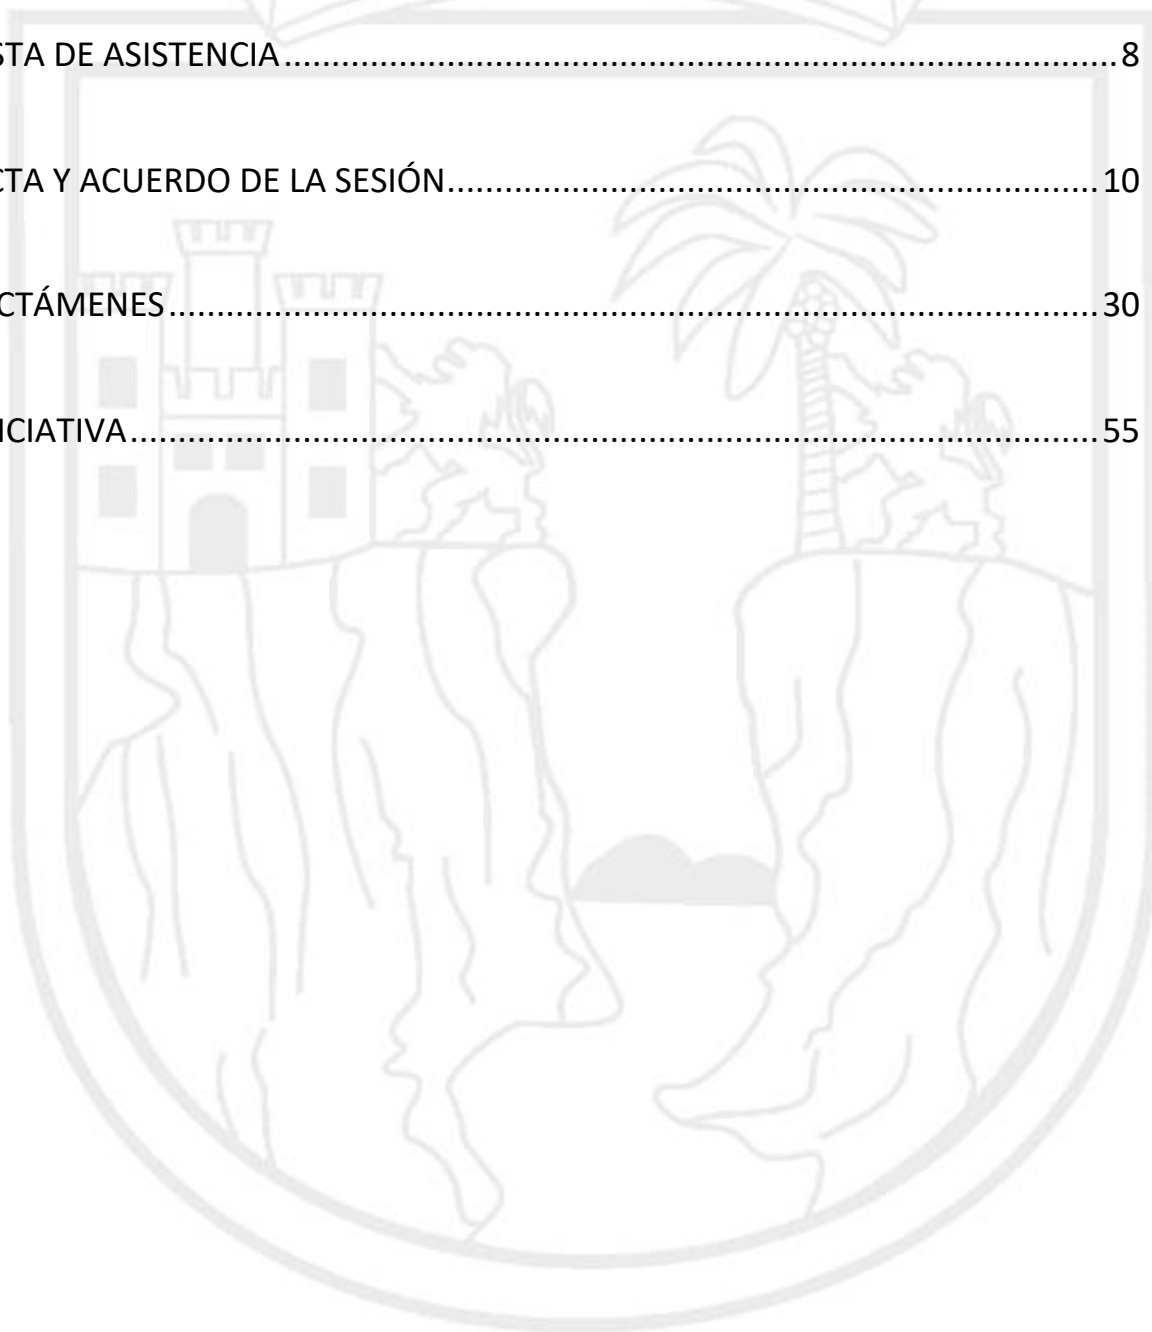 STA DE ASISTENCIA........................................................................................................8
CTA Y ACUERDO DE LA SESIÓN..................................................................................10
CTÁMENES....................................................................................................................30
ICIATIVA.........................................................................................................................55